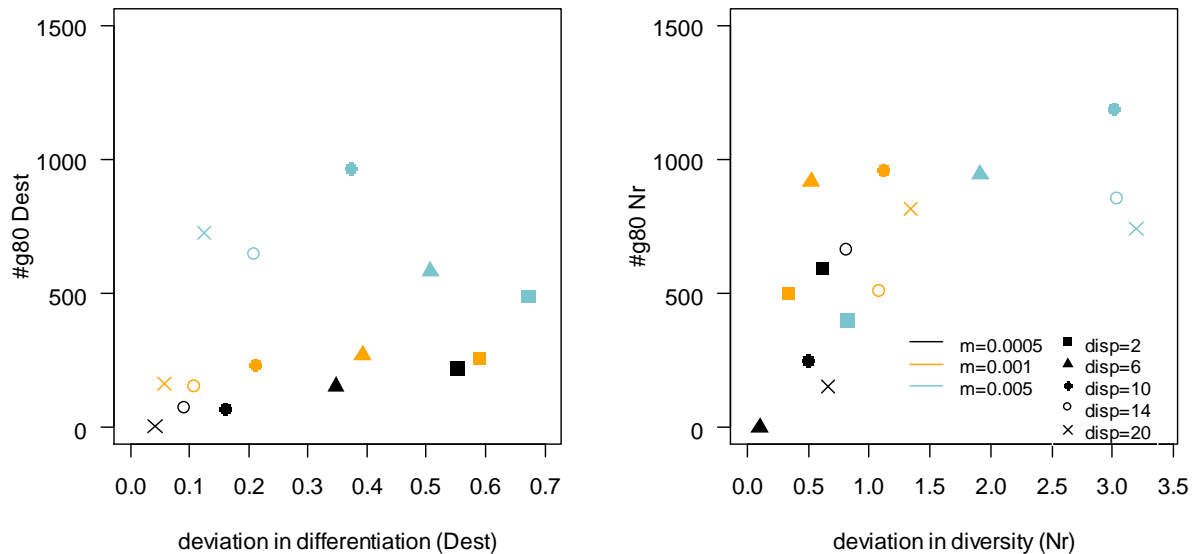 1500
1000
500
0
#g80 Dest
0.0 0.1 0.2 0.3 0.4 0.5 0.6 0.7
deviation in differentiation (Dest)
1500
1000
500
0
#g80 Nr
m=0.0005
m=0.001
m=0.005
disp=2
disp=6
disp=10
disp=14
disp=20
0.0 0.5 1.0 1.5 2.0 2.5 3.0 3.5
deviation in diversity (Nr)